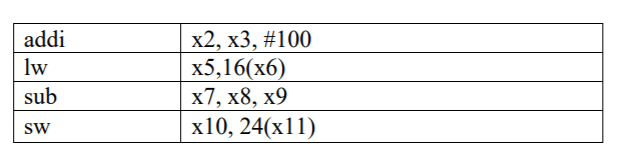 addi x2, x3, #100
lw x5,16(x6)
sub x7, x8, x9
sw x10, 24(x11)